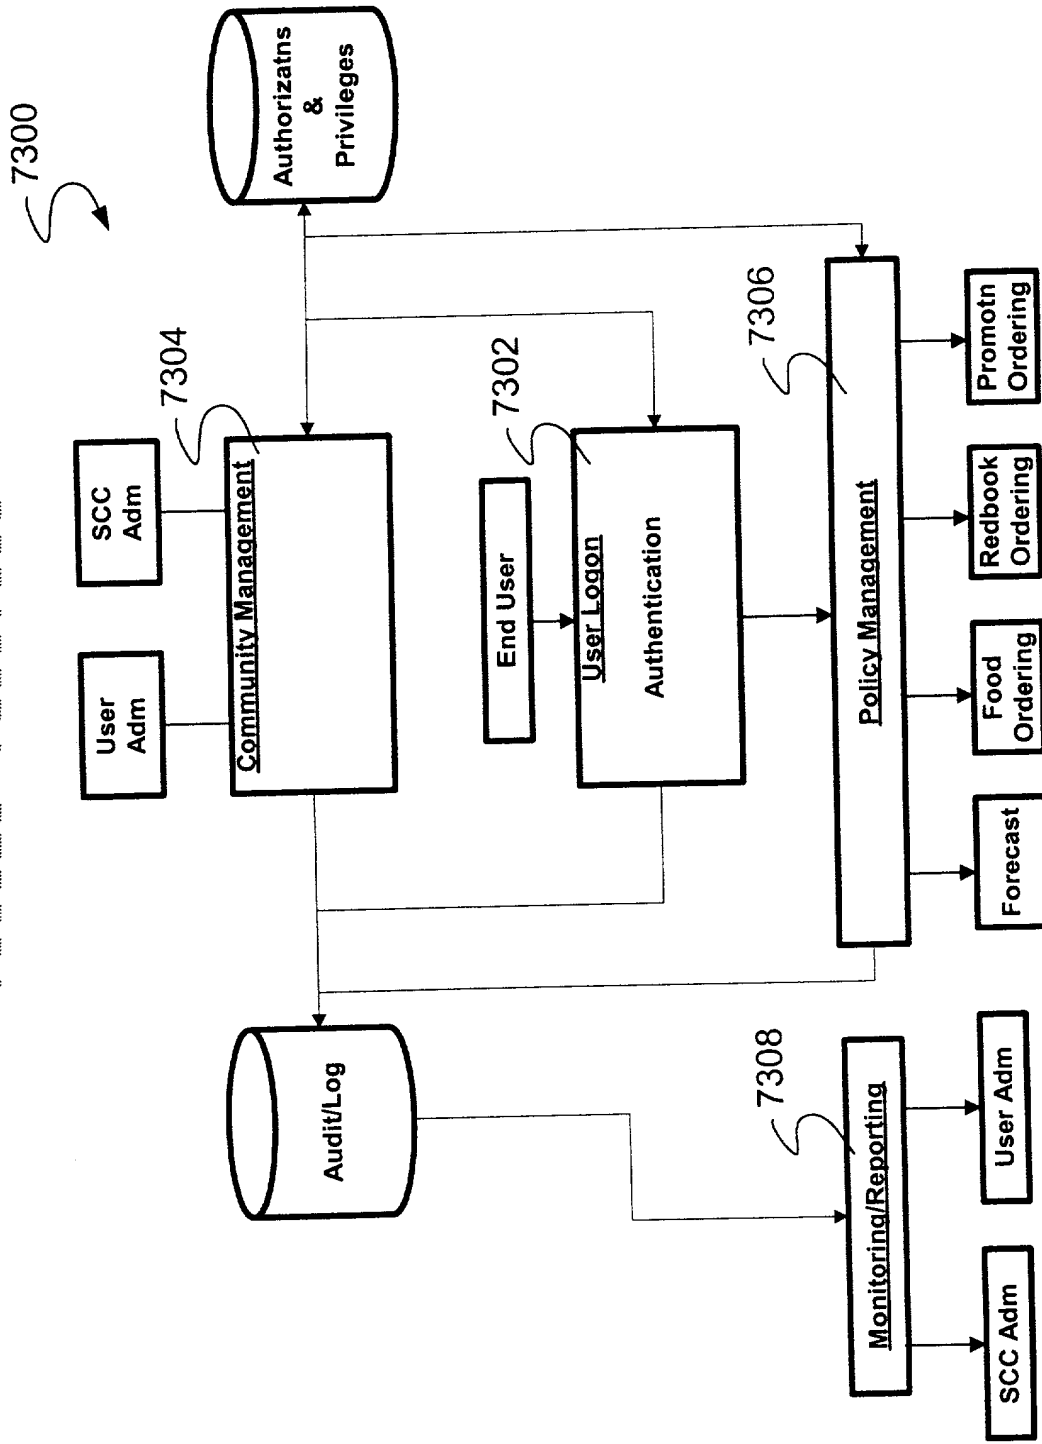 7300
User
Adm
SCC
Adm
7304
Community Management
Authorizatns
&
Privileges
Audit/Log
End User
7302
User Logon
Authentication
7306
Policy Management
7308
Monitoring/Reporting
SCC Adm
User Adm
Forecast
Food
Ordering
Redbook
Ordering
Promotn
Ordering